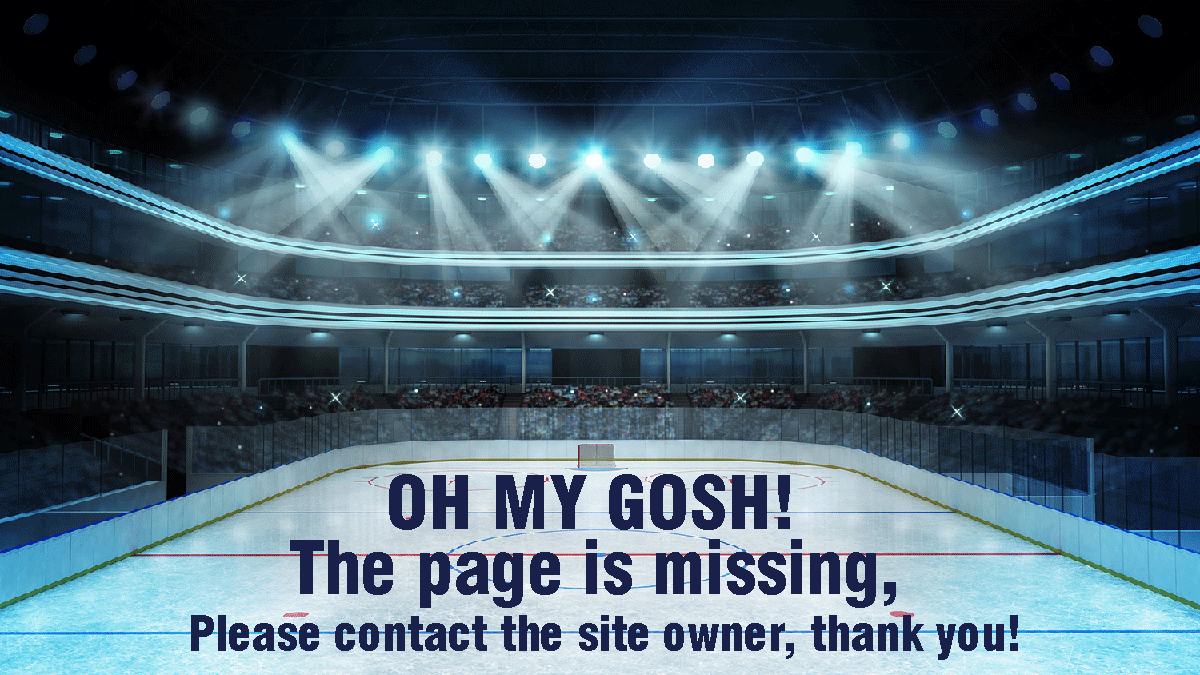 OH MY GOSH!
The page is missing,
Please contact the site owner, thank you!